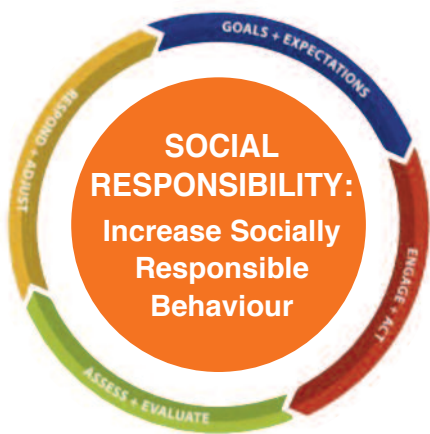 GOALS + EXPECTATIONS
ENGAGE + ACT
ASSESS + EVALUATE
RESPOND + ADJUST
SOCIAL
RESPONSIBILITY:
Increase Socially
Responsible
Behaviour